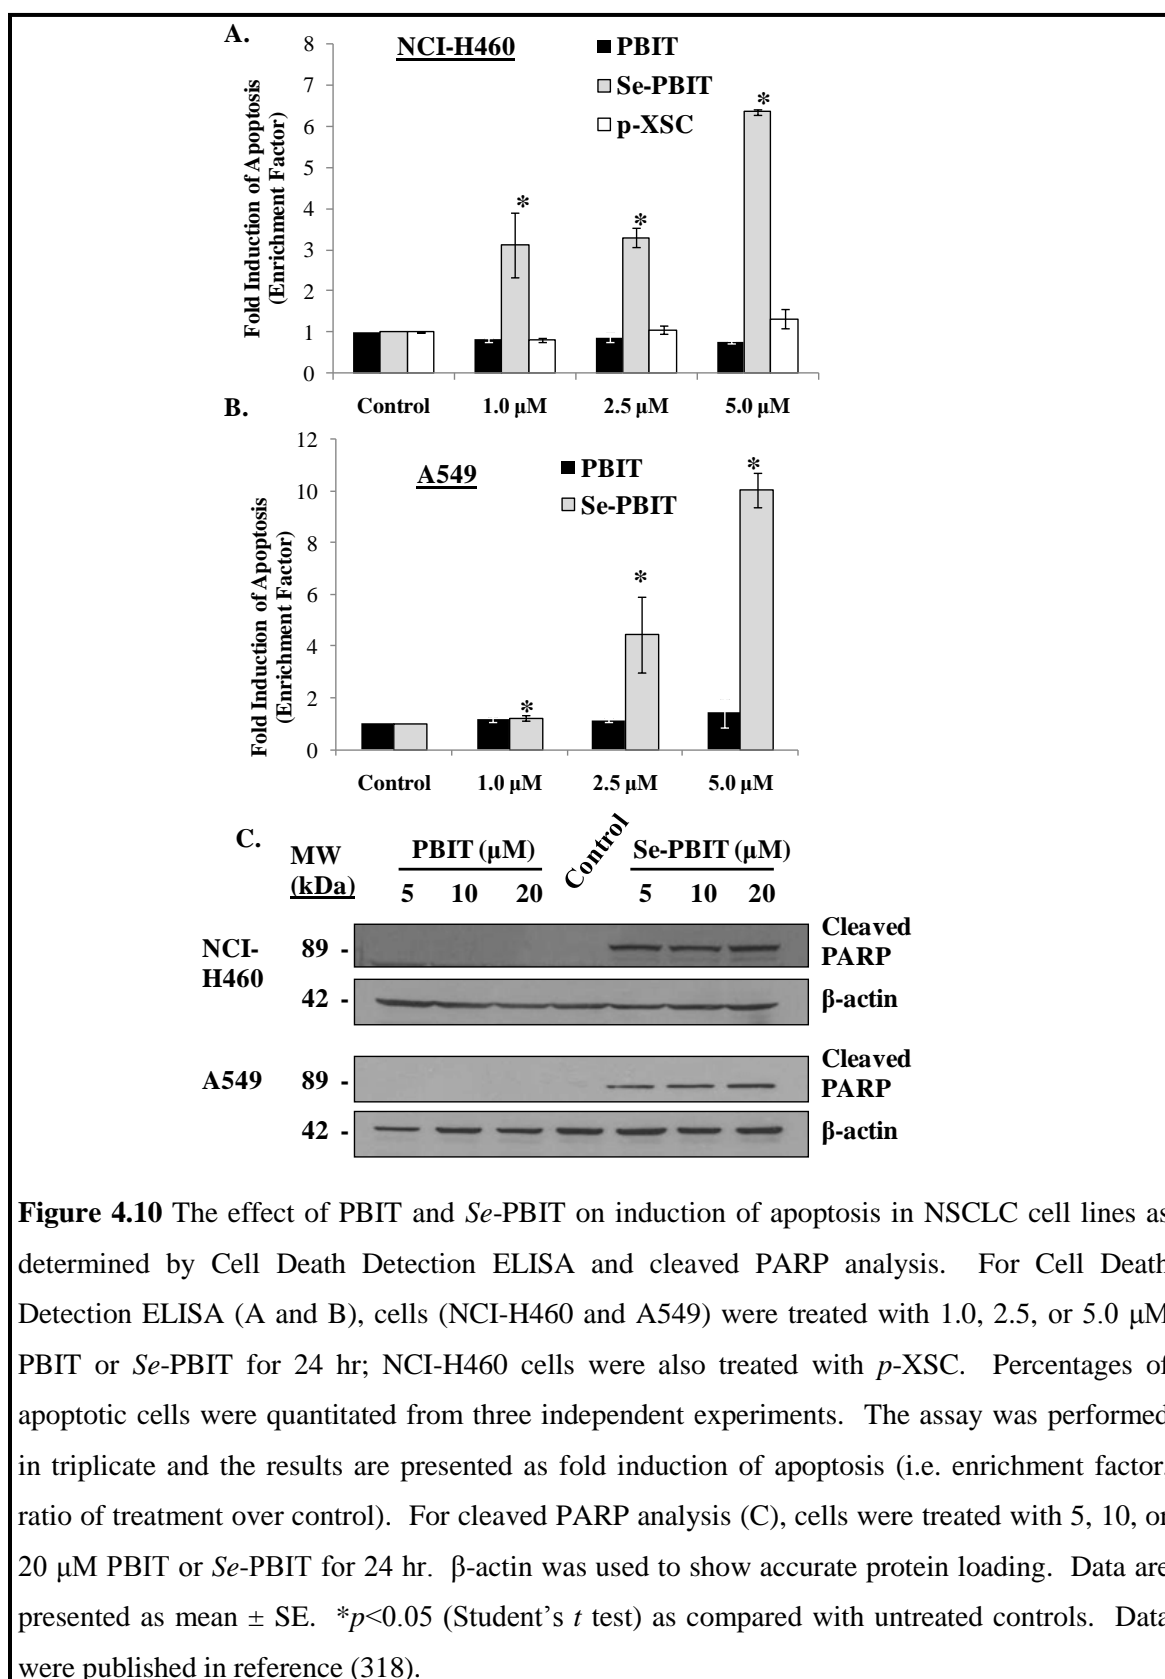 A.
NCI-H460
PBIT
Se-PBIT
p-XSC
Fold Induction of Apoptosis
(Enrichment Factor)
8
7
6
5
4
3
2
1
0
*
*
*
Control 1.0 μM 2.5 μM 5.0 μM
B.
A549
PBIT
Se-PBIT
Fold Induction of Apoptosis
(Enrichment Factor)
12
10
8
6
4
2
0
*
*
*
Control 1.0 μM 2.5 μM 5.0 μM
C.
MW
(kDa)
PBIT (μM)
Control
Se-PBIT (μM)
5 10 20 5 10 20
NCI-
H460
89 -
Cleaved
PARP
42 -
β-actin
A549
89 -
Cleaved
PARP
42 -
β-actin
Figure 4.10 The effect of PBIT and Se-PBIT on induction of apoptosis in NSCLC cell lines as
determined by Cell Death Detection ELISA and cleaved PARP analysis. For Cell Death
Detection ELISA (A and B), cells (NCI-H460 and A549) were treated with 1.0, 2.5, or 5.0 μM
PBIT or Se-PBIT for 24 hr; NCI-H460 cells were also treated with p-XSC. Percentages of
apoptotic cells were quantitated from three independent experiments. The assay was performed
in triplicate and the results are presented as fold induction of apoptosis (i.e. enrichment factor,
ratio of treatment over control). For cleaved PARP analysis (C), cells were treated with 5, 10, or
20 μM PBIT or Se-PBIT for 24 hr. β-actin was used to show accurate protein loading. Data are
presented as mean ± SE. *p<0.05 (Student's t test) as compared with untreated controls. Data
were published in reference (318).